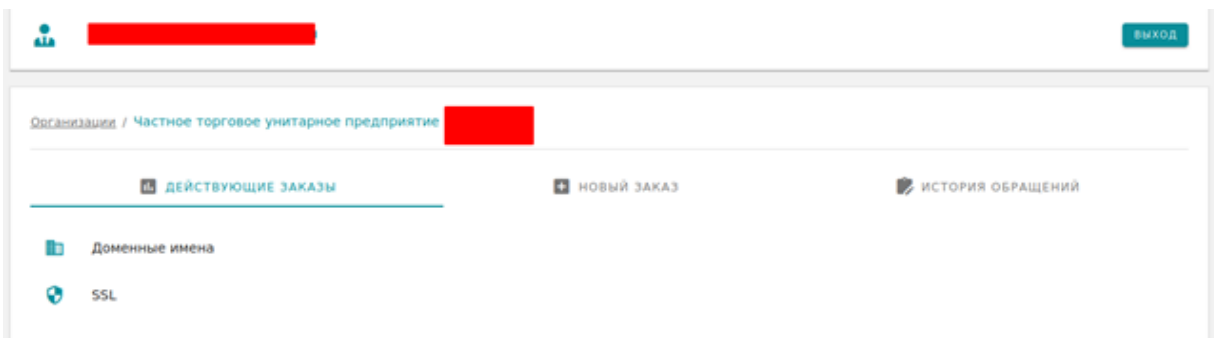 ВЫХОД
Организации / Частное торговое унитарное предприятие
ДЕЙСТВУЮЩИЕ ЗАКАЗЫ
НОВЫЙ ЗАКАЗ
ИСТОРИЯ ОБРАЩЕНИЙ
Доменные имена
SSL